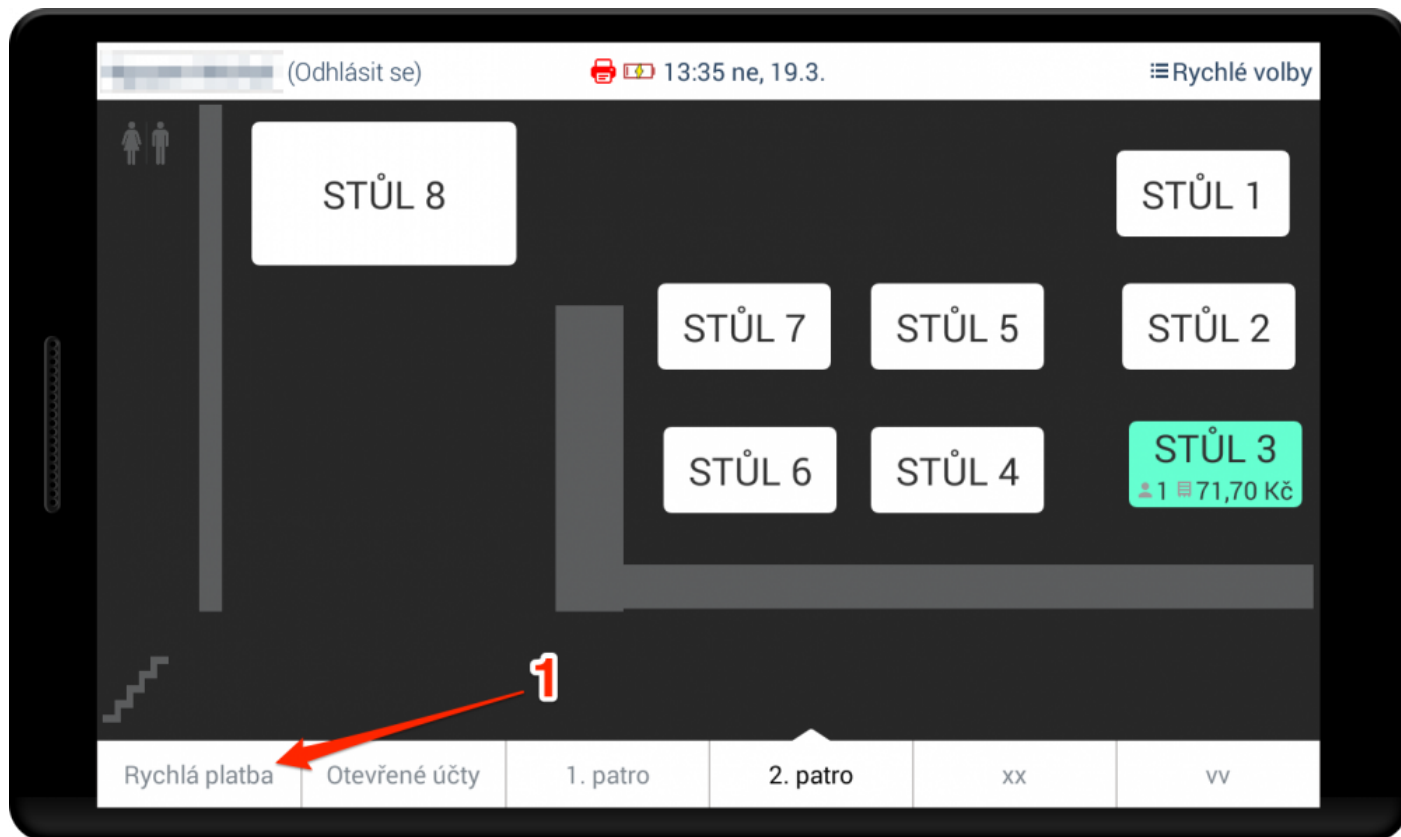 (Odhlásit se)
13:35 ne, 19.3.
Rychlé volby
STŮL 8
STŮL 1
STŮL 7
STŮL 5
STŮL 2
STŮL 6
STŮL 4
STŮL 3
1 71,70 Kč
1
Rychlá platba
Otevřené účty
1. patro
2. patro
xx
vv